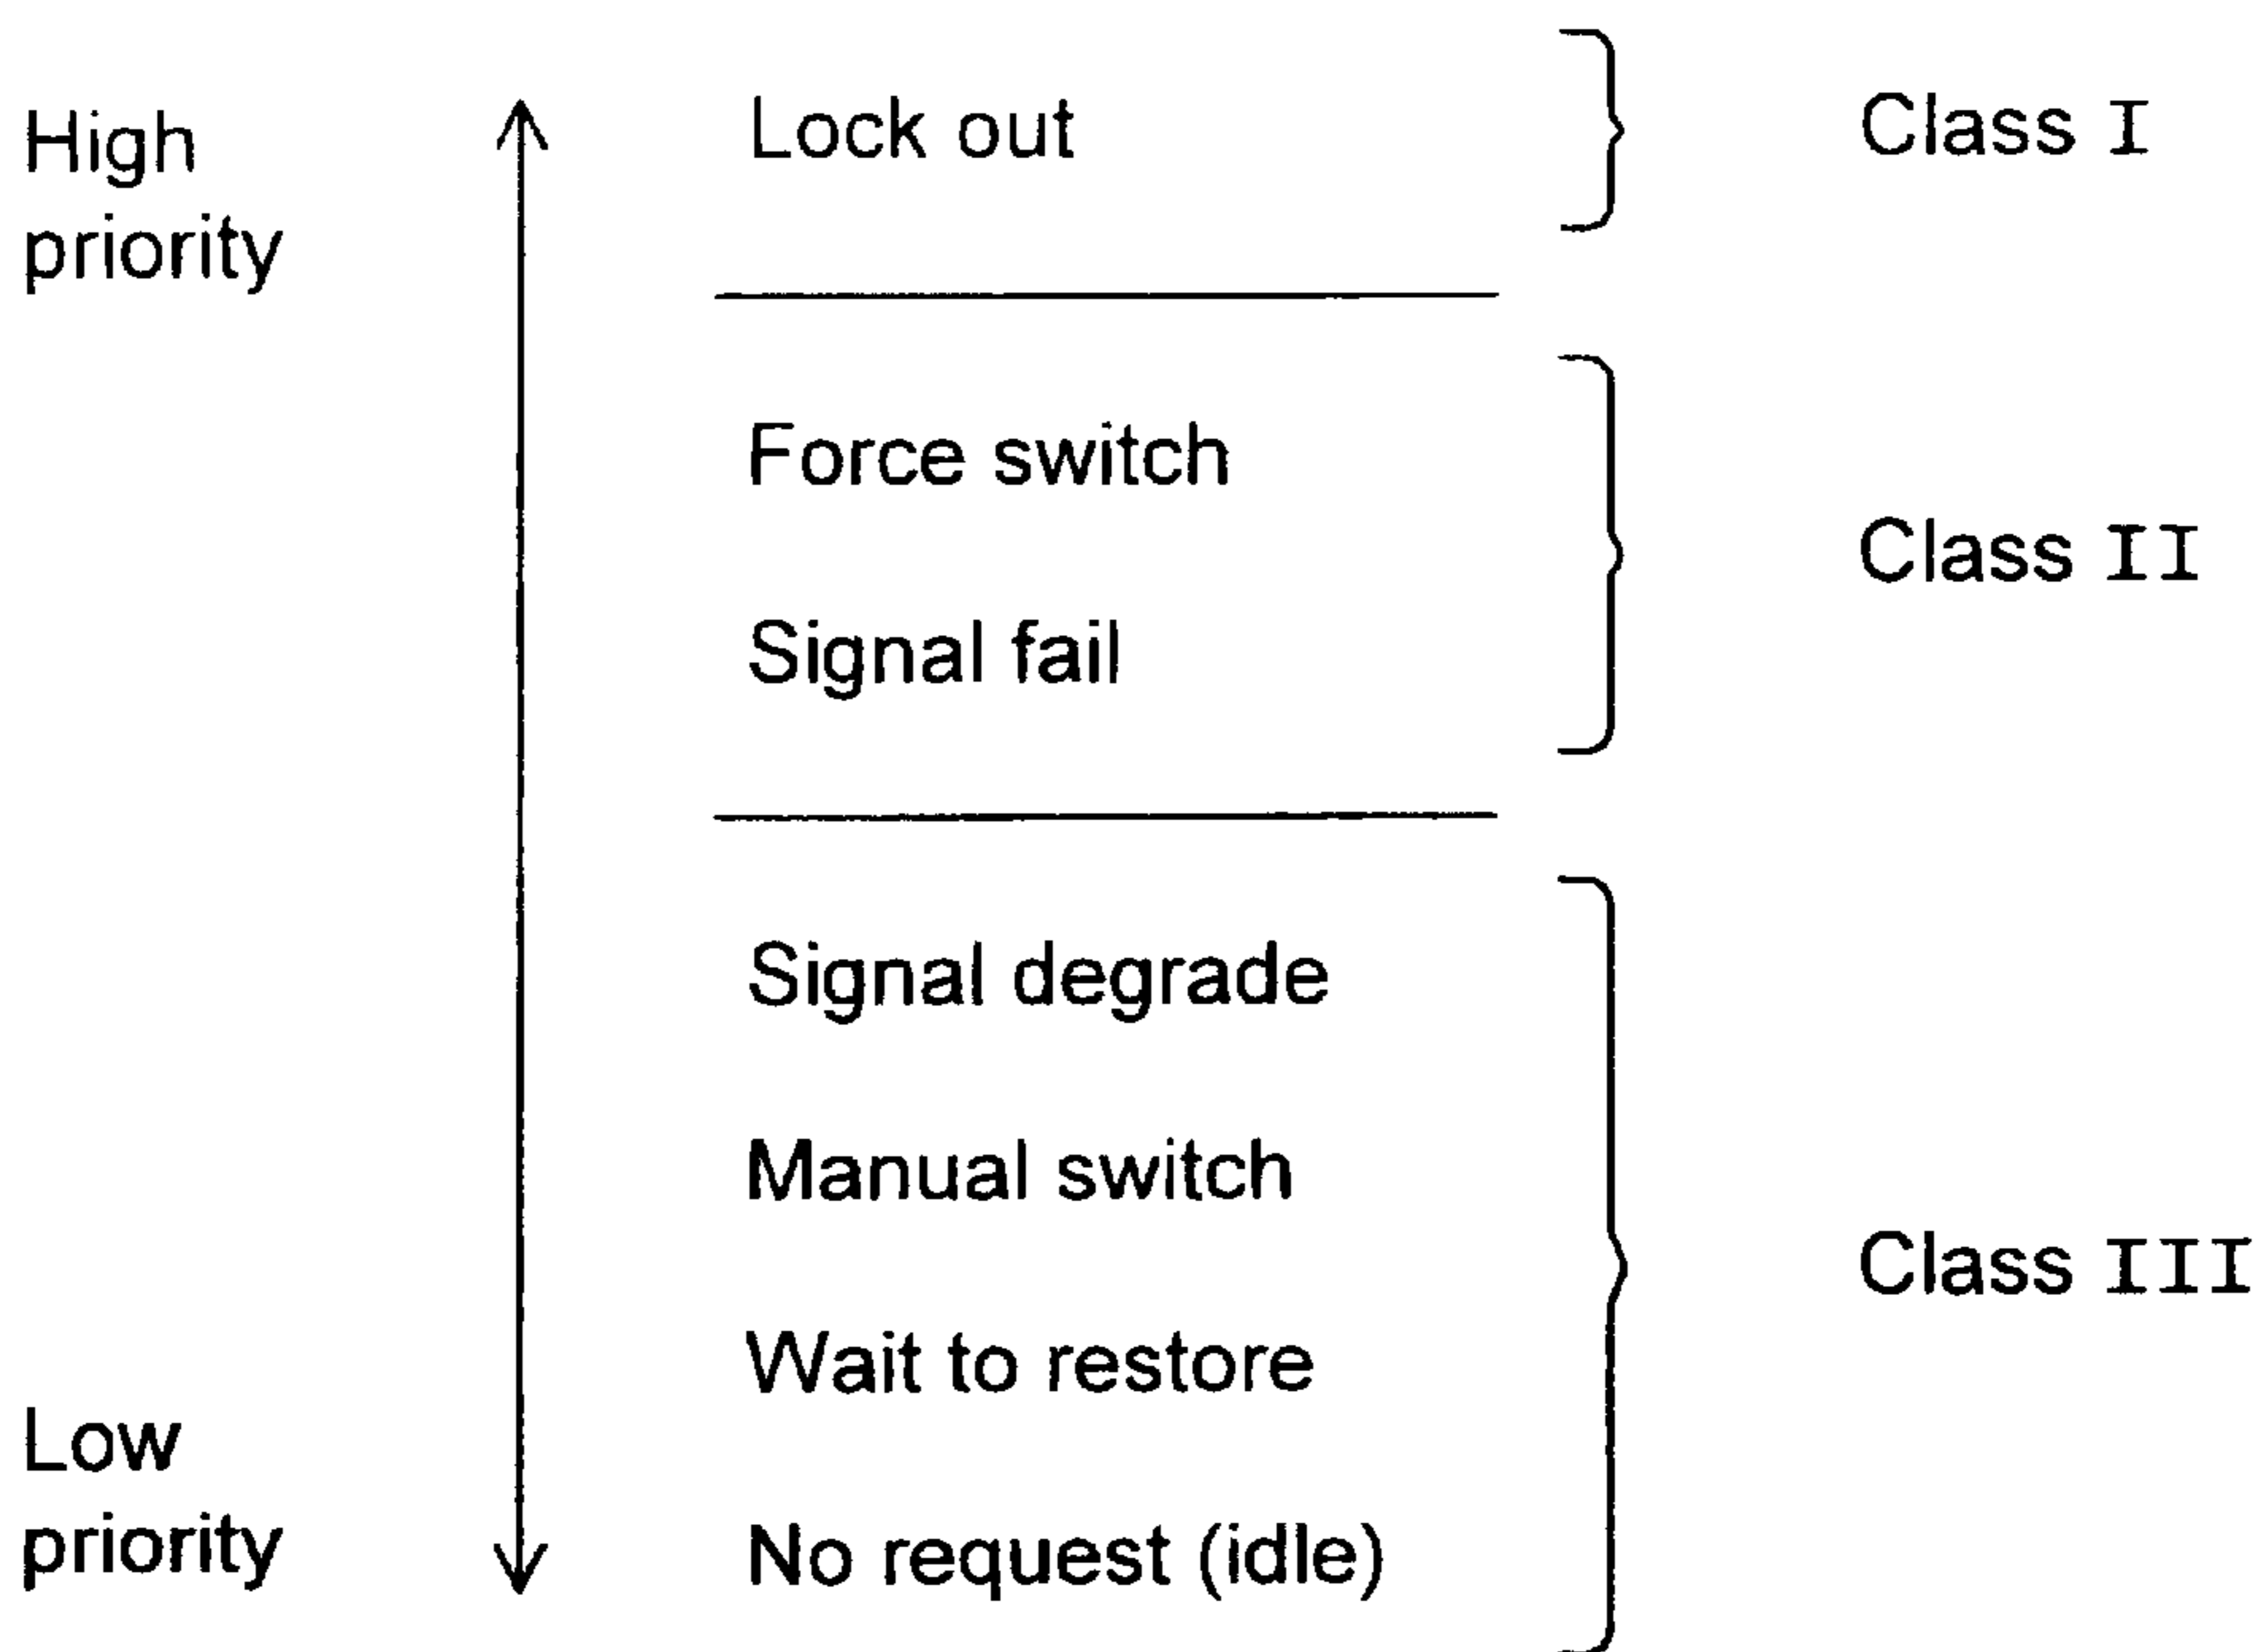 High
priority
Lock out
Class I
Force switch
Signal fail
Class II
Signal degrade
Manual switch
Wait to restore
No request (idle)
Class III
Low
priority